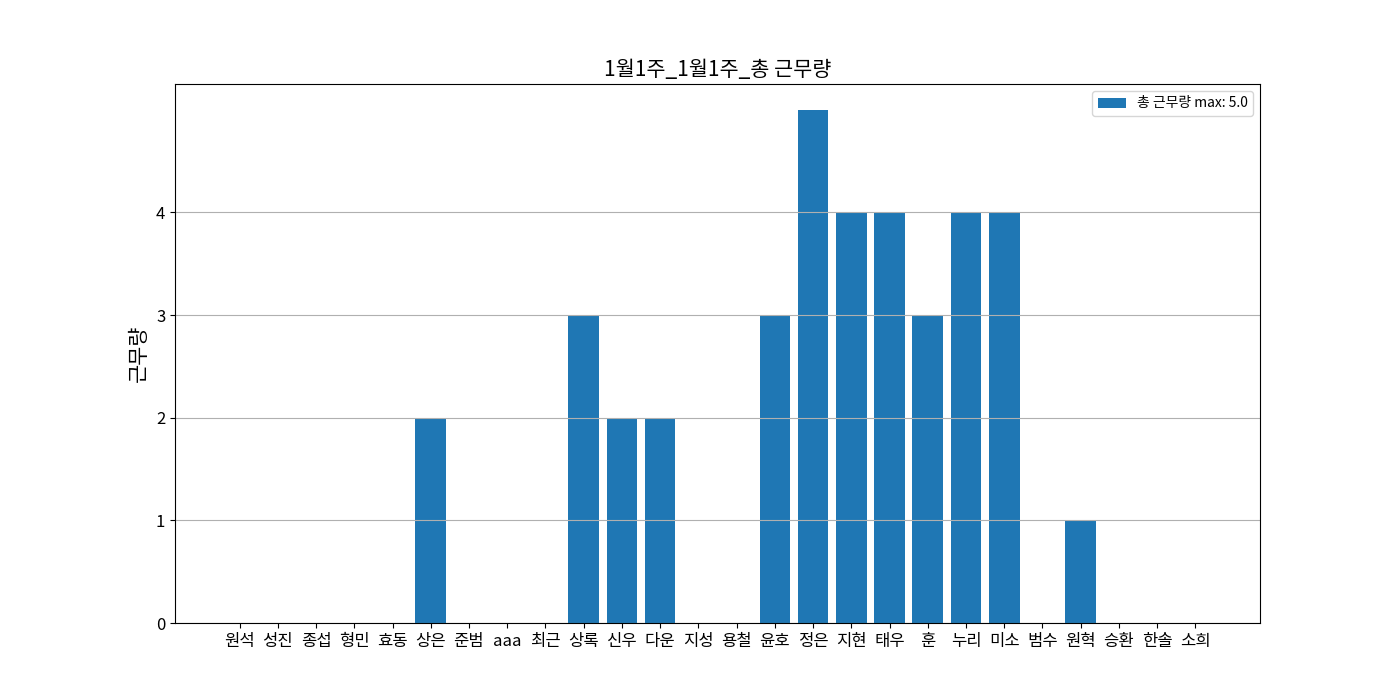 1월1주_1월1주_총 근무량
총 근무량 max: 5.0
근무량
4
3
2
1
0
원석 성진 종섭 형민 효동 상은 준범 aaa 최근 상록 신우 다운 지성 용철 윤호 정은 지현 태우 훈 누리 미소 범수 원혁 승환 한솔 소희